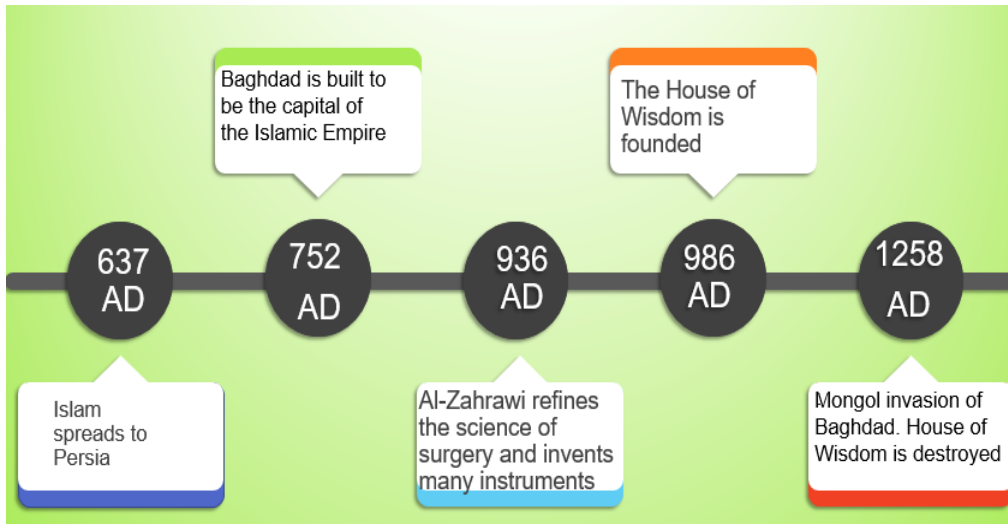 Baghdad is built to
be the capital of
the Islamic Empire
The House of
Wisdom is
founded
637
AD
752
AD
936
AD
986
AD
1258
AD
Islam
spreads to
Persia
Al-Zahrawi refines
the science of
surgery and invents
many instruments
Mongol invasion of
Baghdad. House of
Wisdom is destroyed